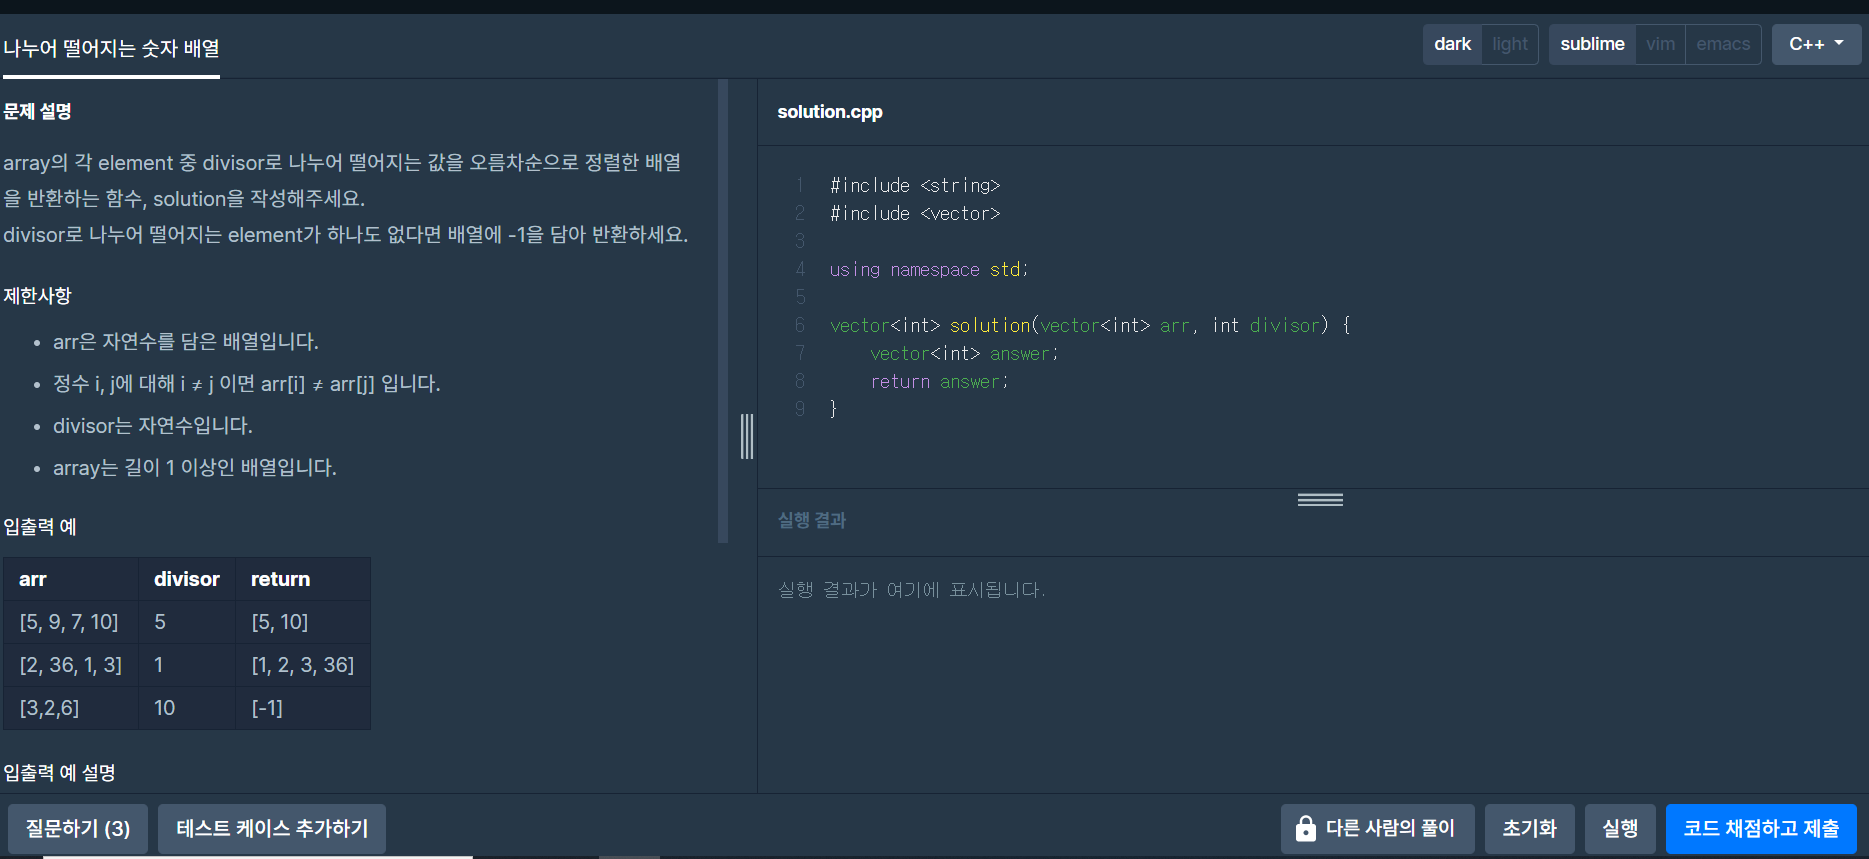 나누어 떨어지는 숫자 배열
dark light sublime vim emacs C++
문제 설명
array의 각 element 중 divisor로 나누어 떨어지는 값을 오름차순으로 정렬한 배열
을 반환하는 함수, solution을 작성해주세요.
divisor로 나누어 떨어지는 element가 하나도 없다면 배열에 -1을 담아 반환하세요.
제한사항
• arr은 자연수를 담은 배열입니다.
• 정수 i, j에 대해 i ≠ j 이면 arr[i] ≠ arr[j] 입니다.
• divisor는 자연수입니다.
• array는 길이 1 이상인 배열입니다.
입출력 예
arr divisor return
[5, 9, 7, 10] 5 [5, 10]
[2, 36, 1, 3] 1 [1, 2, 3, 36]
[3,2,6] 10 [-1]
입출력 예 설명
solution.cpp
1 #include <string>
2 #include <vector>
3
4 using namespace std;
5
6 vector<int> solution(vector<int> arr, int divisor) {
7     vector<int> answer;
8     return answer;
9 }
실행 결과
실행 결과가 여기에 표시됩니다.
질문하기 (3) 테스트 케이스 추가하기 다른 사람의 풀이 초기화 실행 코드 채점하고 제출